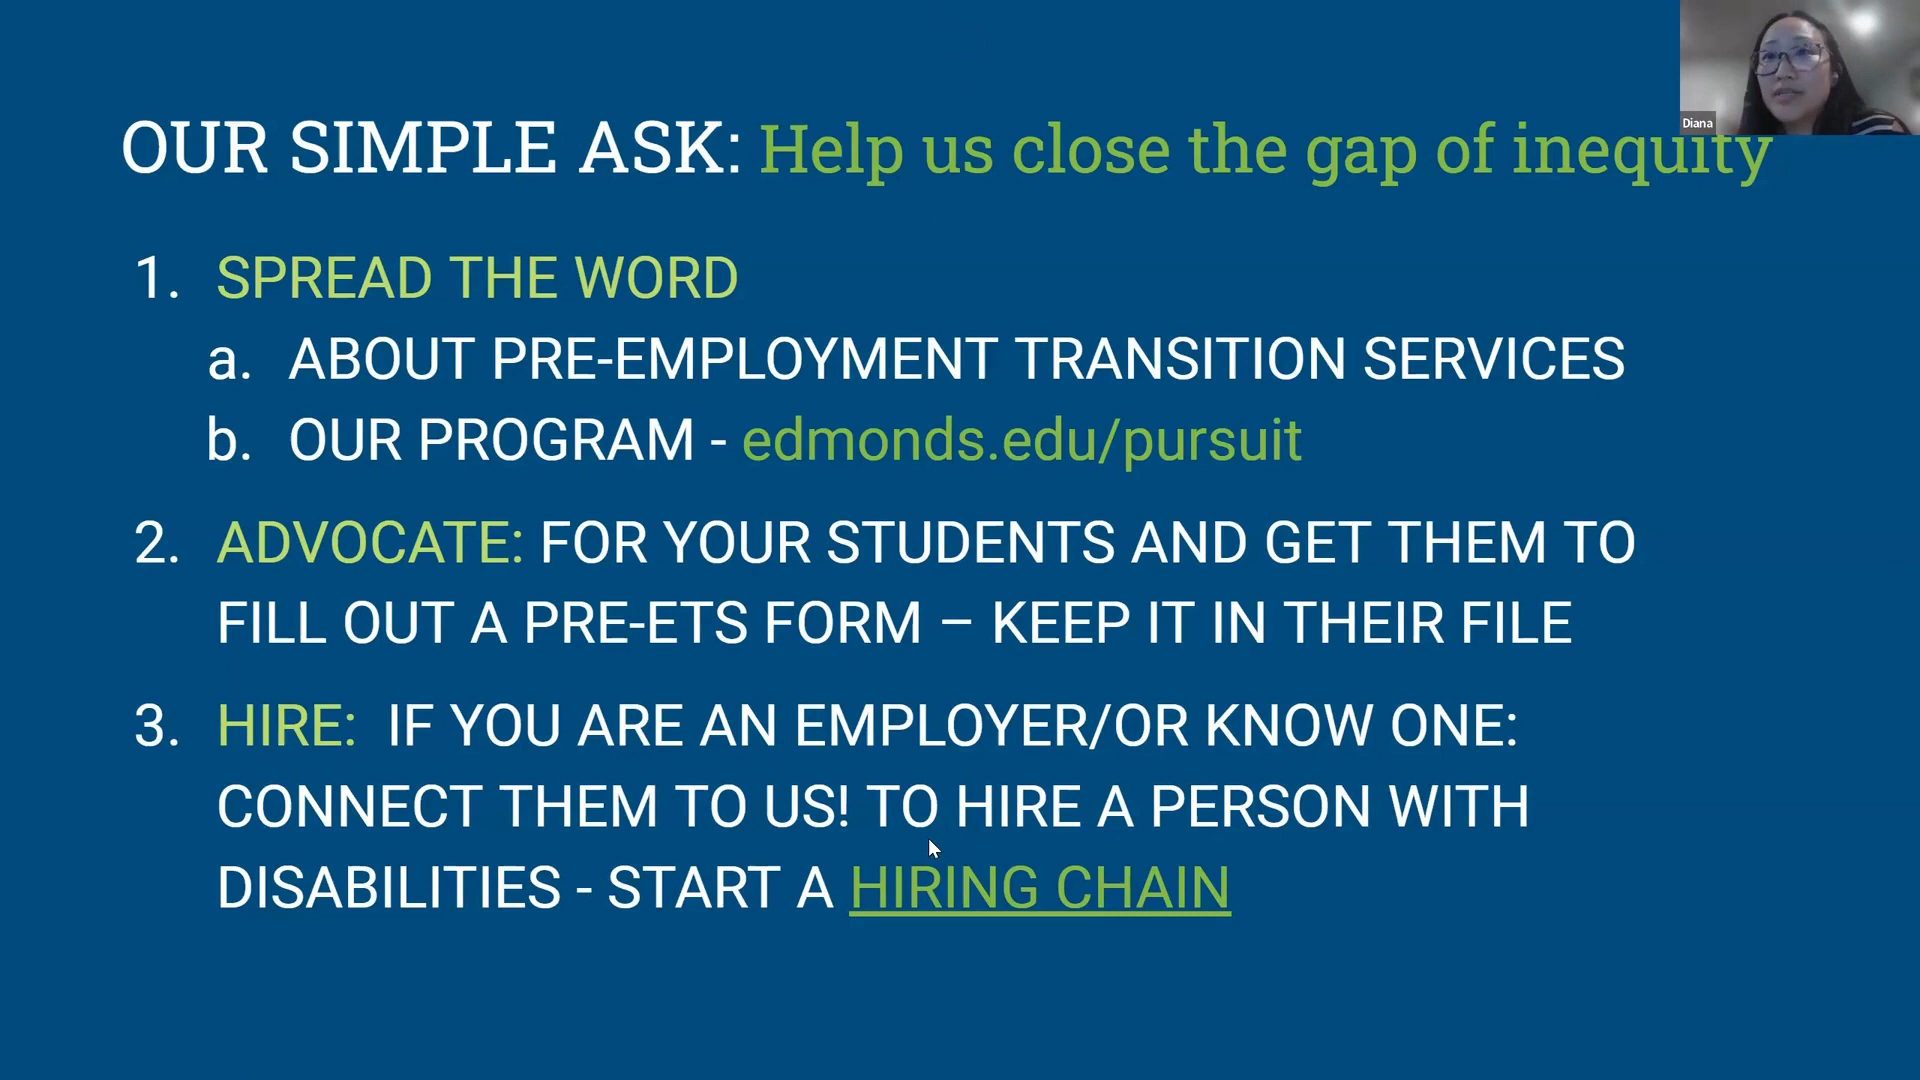 Diana
OUR SIMPLE ASK: Help us close the gap of inequity
1. SPREAD THE WORD
a. ABOUT PRE-EMPLOYMENT TRANSITION SERVICES
b. OUR PROGRAM - edmonds.edu/pursuit
2. ADVOCATE: FOR YOUR STUDENTS AND GET THEM TO
FILL OUT A PRE-ETS FORM – KEEP IT IN THEIR FILE
3. HIRE: IF YOU ARE AN EMPLOYER/OR KNOW ONE:
CONNECT THEM TO US! TO HIRE A PERSON WITH
DISABILITIES - START A HIRING CHAIN